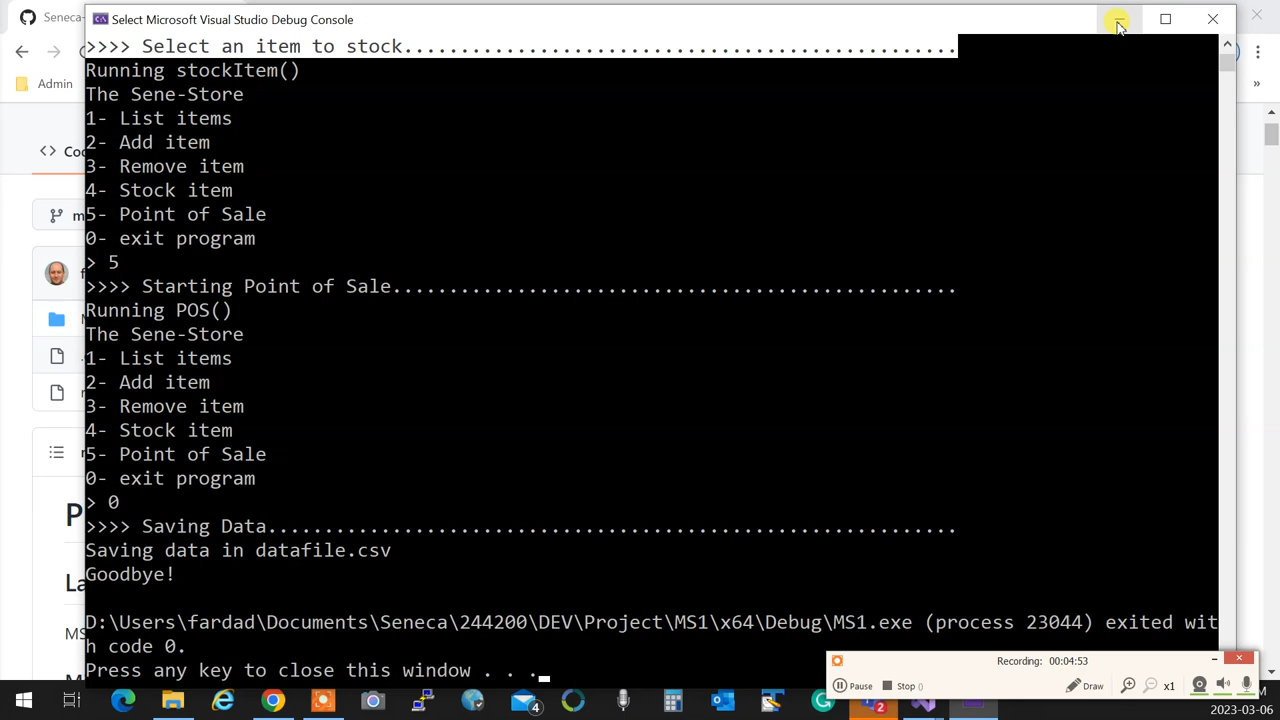 Seneca-
Select Microsoft Visual Studio Debug Console
Admin
»
>>>> Select an item to stock...........................................................
Running stockItem()
The Sene-Store
1- List items
2- Add item
3- Remove item
4- Stock item
5- Point of Sale
0- exit program
> 5
>>>> Starting Point of Sale............................................................
Running POS()
The Sene-Store
1- List items
2- Add item
3- Remove item
4- Stock item
5- Point of Sale
0- exit program
> 0
>>>> Saving Data.........................................................................
Saving data in datafile.csv
Goodbye!
D:\Users\fardad\Documents\Seneca\244200\DEV\Project\MS1\x64\Debug\MS1.exe (process 23044) exited wit
h code 0.
Press any key to close this window . . .
Recording: 00:04:53
Pause
Stop ()
Draw
x1
4
2
2023-03-06